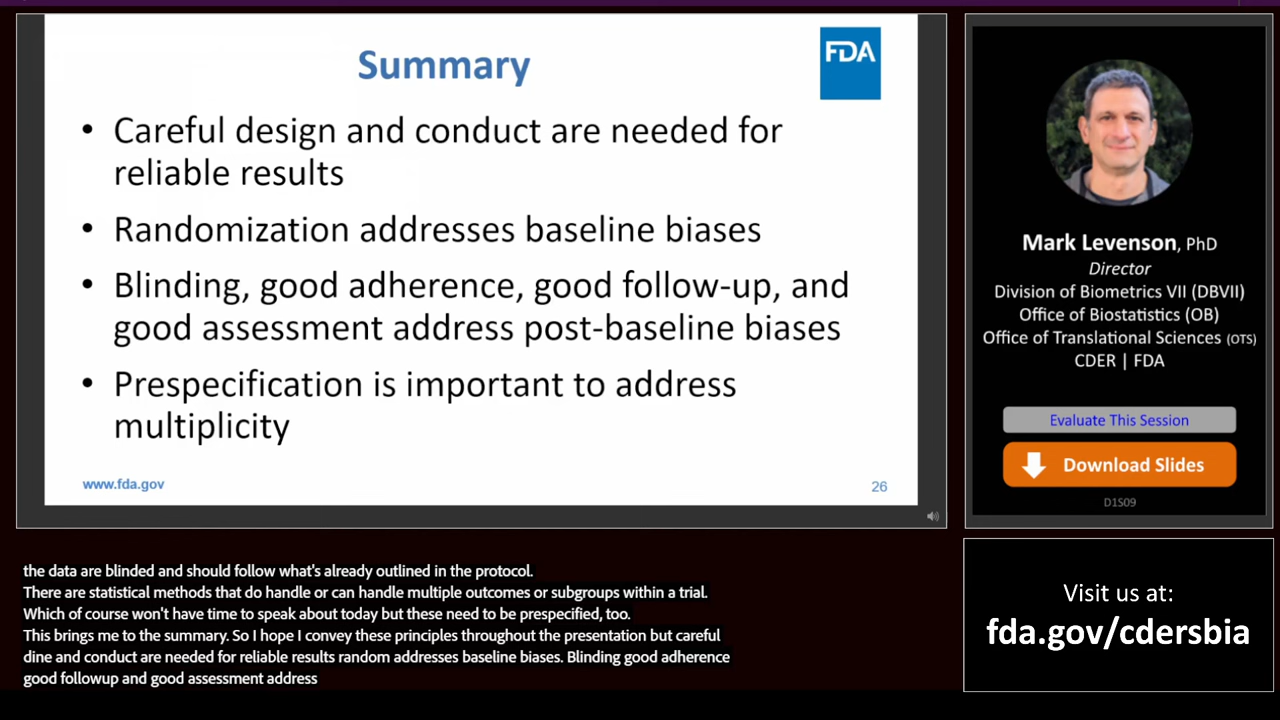 Summary
FDA
• Careful design and conduct are needed for
reliable results
• Randomization addresses baseline biases
• Blinding, good adherence, good follow-up, and
good assessment address post-baseline biases
• Prespecification is important to address
multiplicity
www.fda.gov
26
Mark Levenson, PhD
Director
Division of Biometrics VII (DBVII)
Office of Biostatistics (OB)
Office of Translational Sciences (OTS)
CDER | FDA
Evaluate This Session
Download Slides
D1S09
the data are blinded and should follow what's already outlined in the protocol.
There are statistical methods that do handle or can handle multiple outcomes or subgroups within a trial.
Which of course won't have time to speak about today but these need to be prespecified, too.
This brings me to the summary. So I hope I convey these principles throughout the presentation but careful
dine and conduct are needed for reliable results random addresses baseline biases. Blinding good adherence
good followup and good assessment address
Visit us at:
fda.gov/cdersbia